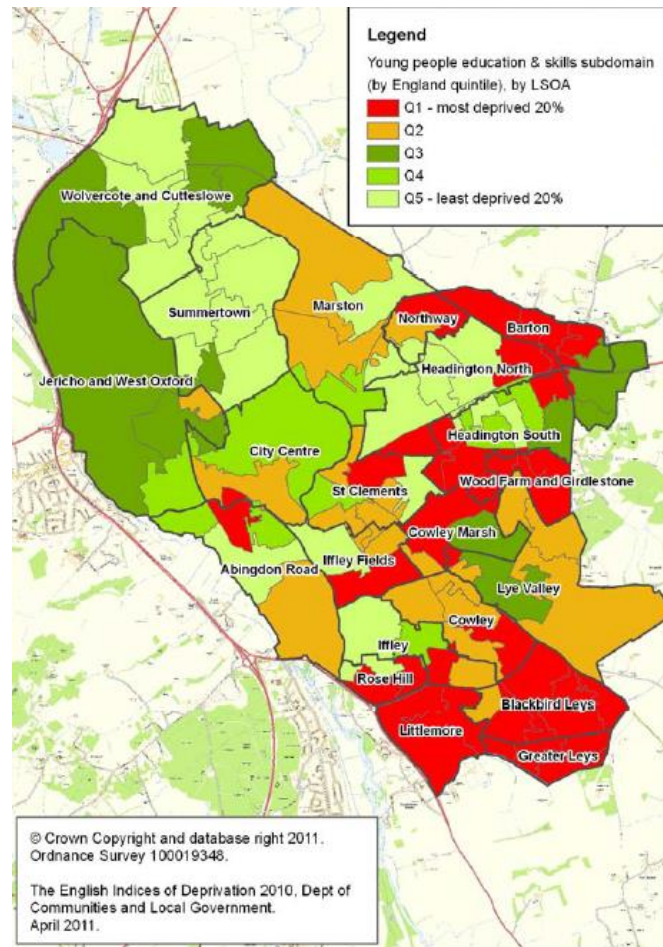 Legend
Young people education & skills subdomain
(by England quintile), by LSOA
Q1 - most deprived 20%
Q2
Q3
Q4
Q5 - least deprived 20%
Wolvercote and Cutteslowe
Summertown
Marston
Northway
Barton
Headington North
Jericho and West Oxford
City Centre
Headington South
St Clements
Wood Farm and Girdlestone
Cowley Marsh
Abingdon Road
Iffley Fields
Lye Valley
Cowley
Iffley
Rose Hill
Blackbird Leys
Littlemore
Greater Leys
© Crown Copyright and database right 2011.
Ordnance Survey 100019348.
The English Indices of Deprivation 2010, Dept of
Communities and Local Government.
April 2011.